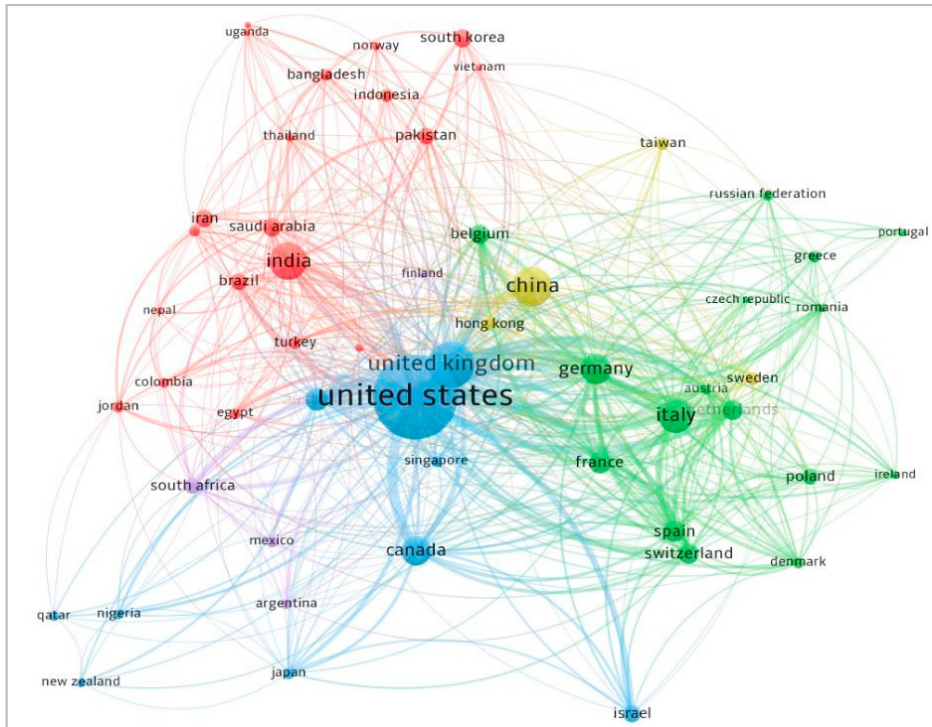 uganda
norway
south korea
viet nam
bangladesh
indonesia
thailand
pakistan
taiwan
russian federation
iran
saudi arabia
belgium
portugal
india
greece
finland
brazil
china
czech republic
nepal
hong kong
romania
turkey
united kingdom
germany
colombia
sweden
austria
united states
jordan
egypt
italy
netherlands
singapore
france
south africa
poland
ireland
spain
mexico
canada
switzerland
denmark
argentina
qatar
nigeria
japan
new zealand
israel